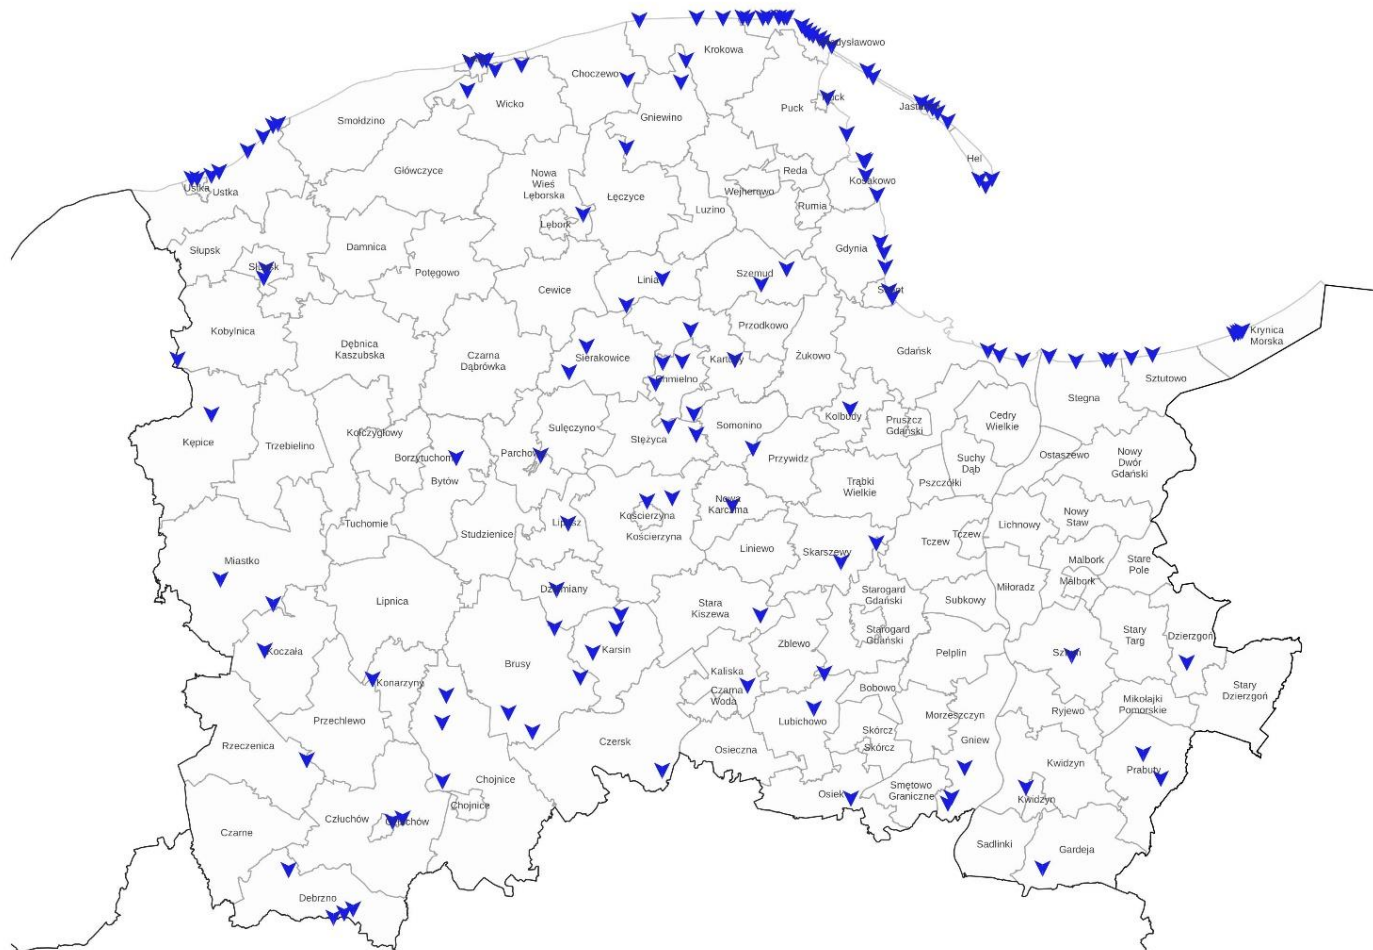 Krokowa
Władysławowo
Choczewo
Wicko
Puck
Puck
Gniewino
Smołdzino
Hel
Główczyce
Nowa
Wieś
Lęborska
Reda
Kosakowo
Wejherowo
Ustka
Ustka
Łęczyce
Luzino
Rumia
Lębork
Damnica
Słupsk
Gdynia
Słupsk
Potęgowo
Szemud
Linia
Cewice
Sopot
Kobylnica
Przodkowo
Krynica
Morska
Dębnica
Kaszubska
Czarna
Dąbrówka
Sierakowice
Kartuzy
Żukowo
Gdańsk
Chmielno
Sztutowo
Stegna
Kępice
Trzebielino
Kołczygłowy
Sulęczyno
Stężyca
Somonino
Kolbudy
Pruszcz
Gdański
Cedry
Wielkie
Borzytuchom
Parchowo
Przywidz
Suchy
Dąb
Ostaszewo
Nowy
Dwór
Gdański
Bytów
Trąbki
Wielkie
Pszczółki
Tuchomie
Lipusz
Kościerzyna
Kościerzyna
Nowa
Karczma
Lichnowy
Nowy
Staw
Studzienice
Liniewo
Skarszewy
Tczew
Tczew
Miastko
Malbork
Malbork
Stare
Pole
Dziemiany
Lipnica
Stara
Kiszewa
Starogard
Gdański
Subkowy
Miłoradz
Starogard
Gdański
Stary
Targ
Dzierzgoń
Koczała
Brusy
Karsin
Zblewo
Pelplin
Sztum
Konarzyny
Kaliska
Czarna
Woda
Bobowo
Stary
Dzierzgoń
Mikołajki
Pomorskie
Przechlewo
Lubichowo
Morzeszczyn
Ryjewo
Rzeczenica
Czersk
Osieczna
Skórcz
Skórcz
Gniew
Kwidzyn
Prabuty
Chojnice
Chojnice
Osiek
Smętowo
Graniczne
Kwidzyn
Człuchów
Człuchów
Czarne
Sadlinki
Gardeja
Debrzno